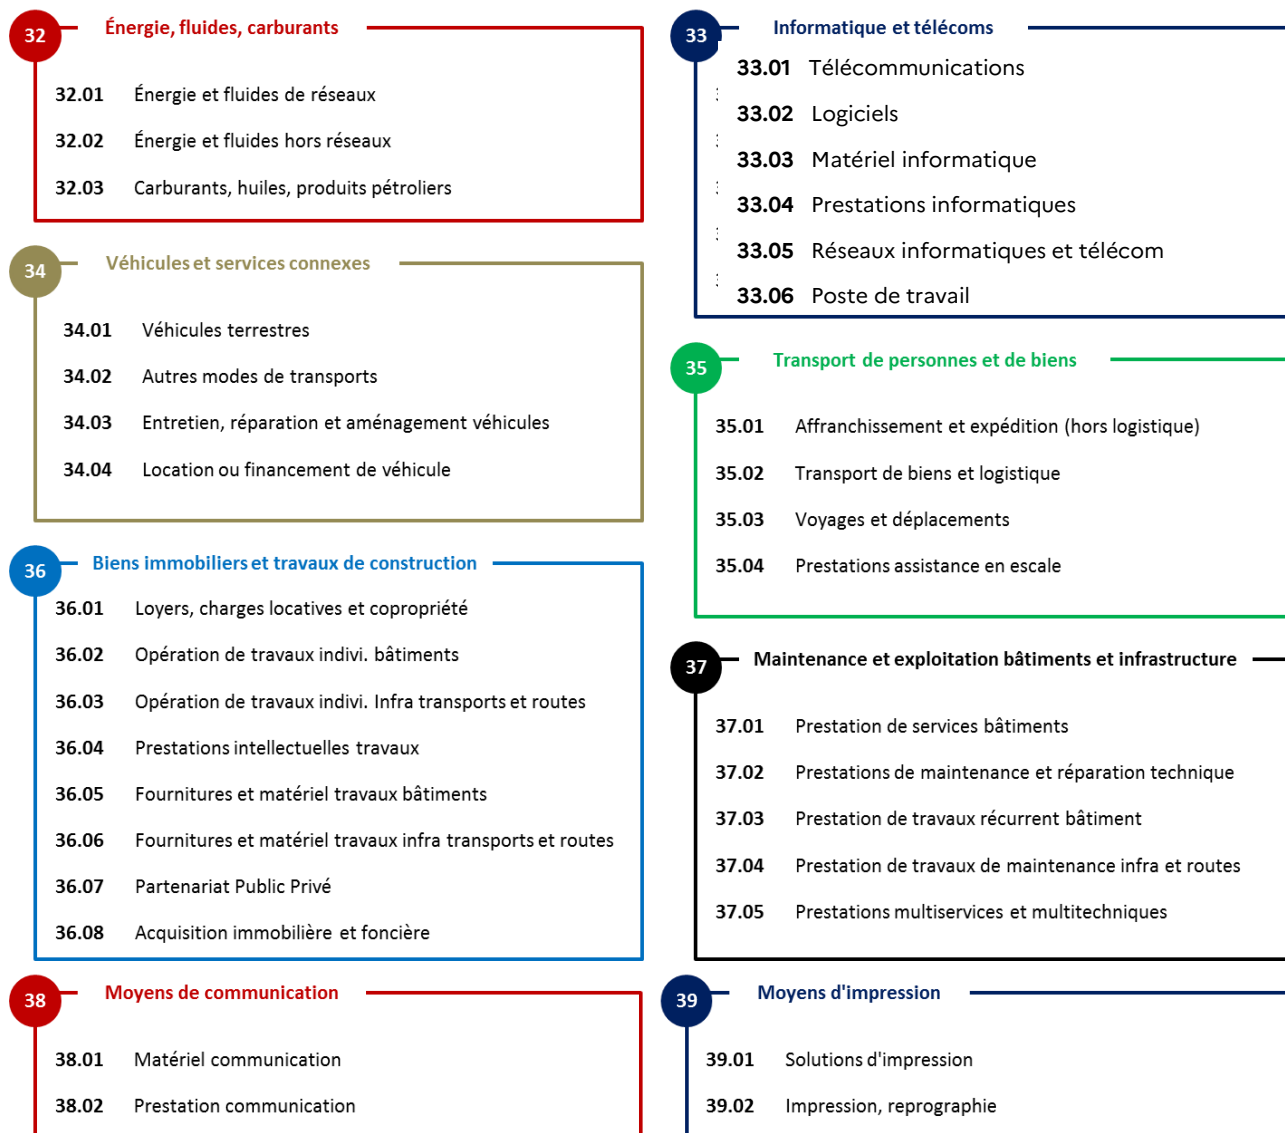 32 Énergie, fluides, carburants
32.01 Énergie et fluides de réseaux
32.02 Énergie et fluides hors réseaux
32.03 Carburants, huiles, produits pétroliers
33 Informatique et télécoms
33.01 Télécommunications
33.02 Logiciels
33.03 Matériel informatique
33.04 Prestations informatiques
33.05 Réseaux informatiques et télécom
33.06 Poste de travail
34 Véhicules et services connexes
34.01 Véhicules terrestres
34.02 Autres modes de transports
34.03 Entretien, réparation et aménagement véhicules
34.04 Location ou financement de véhicule
35 Transport de personnes et de biens
35.01 Affranchissement et expédition (hors logistique)
35.02 Transport de biens et logistique
35.03 Voyages et déplacements
35.04 Prestations assistance en escale
36 Biens immobiliers et travaux de construction
36.01 Loyers, charges locatives et copropriété
36.02 Opération de travaux indivi. bâtiments
36.03 Opération de travaux indivi. Infra transports et routes
36.04 Prestations intellectuelles travaux
36.05 Fournitures et matériel travaux bâtiments
36.06 Fournitures et matériel travaux infra transports et routes
36.07 Partenariat Public Privé
36.08 Acquisition immobilière et foncière
37 Maintenance et exploitation bâtiments et infrastructure
37.01 Prestation de services bâtiments
37.02 Prestations de maintenance et réparation technique
37.03 Prestation de travaux récurrent bâtiment
37.04 Prestation de travaux de maintenance infra et routes
37.05 Prestations multiservices et multitechniques
38 Moyens de communication
38.01 Matériel communication
38.02 Prestation communication
39 Moyens d'impression
39.01 Solutions d'impression
39.02 Impression, reprographie